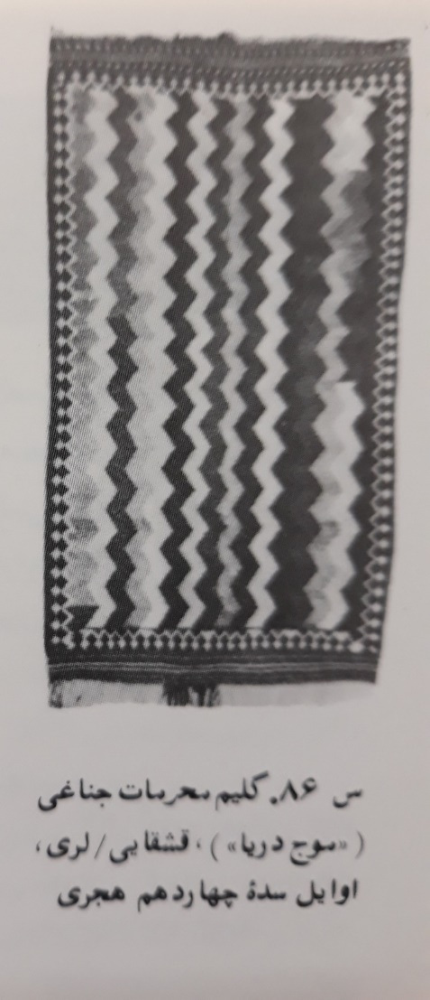 س ۸۶. گلیم محرمات جناغی
(«موج دریا»)، قشقایی/لری،
اوایل سدهٔ چهاردهم هجری